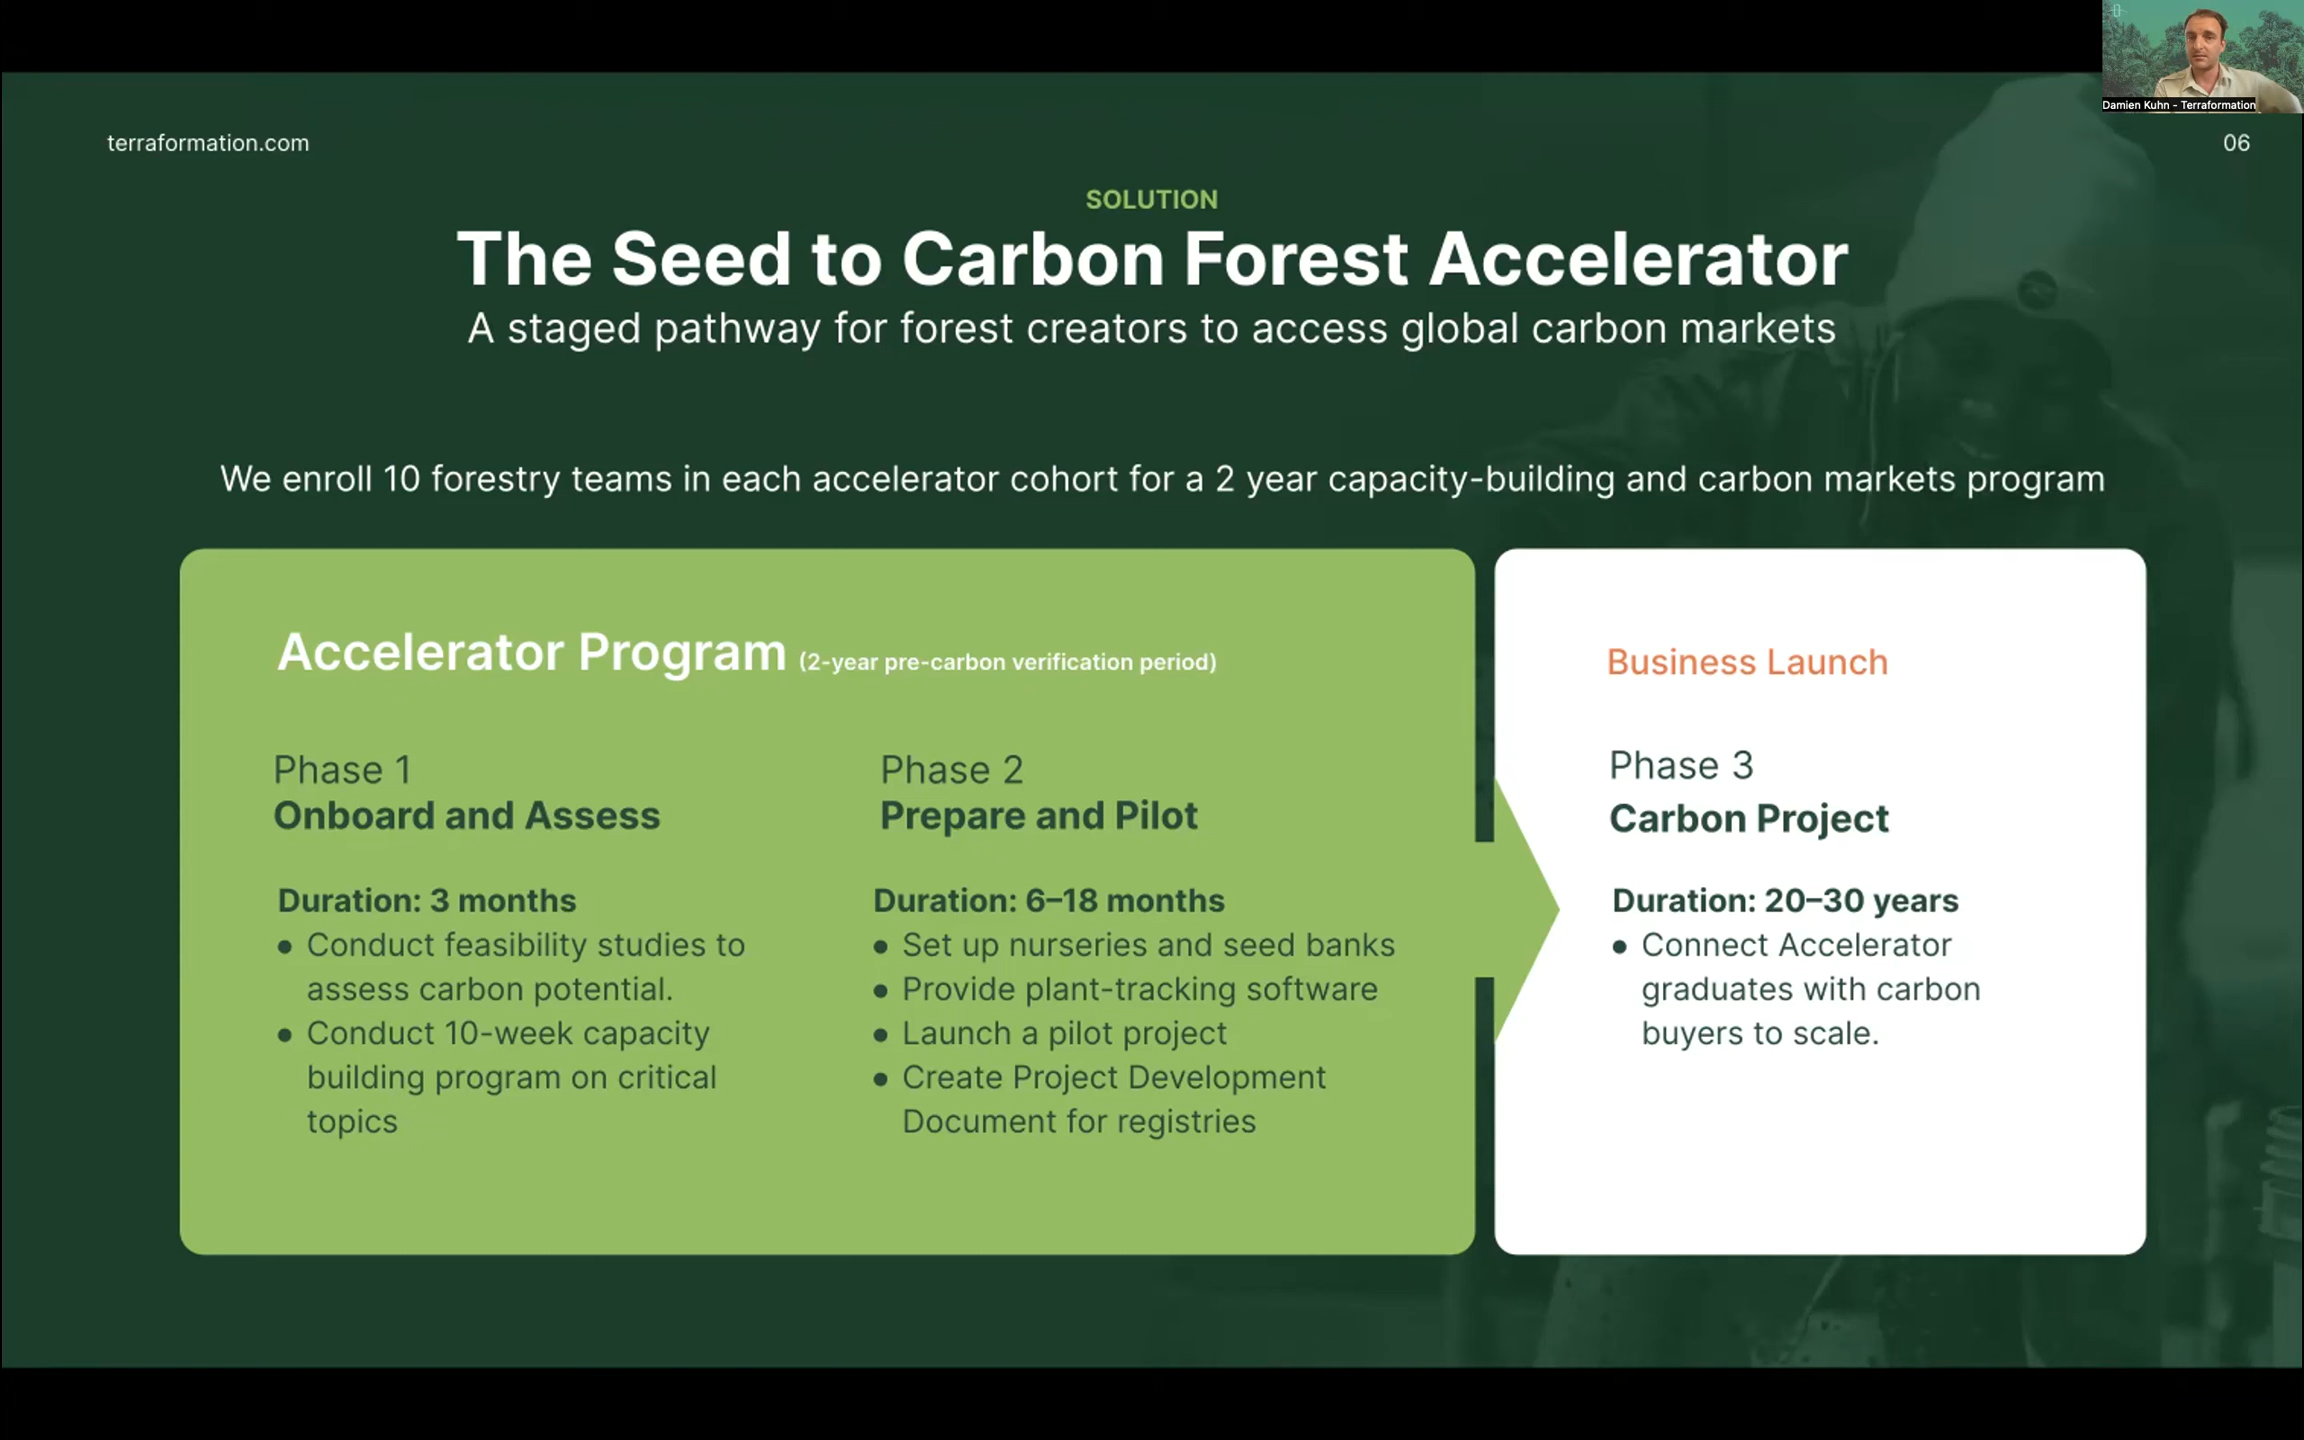 Damien Kuhn - Terraformation
terraformation.com
06
SOLUTION
The Seed to Carbon Forest Accelerator
A staged pathway for forest creators to access global carbon markets
We enroll 10 forestry teams in each accelerator cohort for a 2 year capacity-building and carbon markets program
Accelerator Program (2-year pre-carbon verification period)
Phase 1
Onboard and Assess
Duration: 3 months
● Conduct feasibility studies to
assess carbon potential.
● Conduct 10-week capacity
building program on critical
topics
Phase 2
Prepare and Pilot
Duration: 6–18 months
● Set up nurseries and seed banks
● Provide plant-tracking software
● Launch a pilot project
● Create Project Development
Document for registries
Business Launch
Phase 3
Carbon Project
Duration: 20–30 years
● Connect Accelerator
graduates with carbon
buyers to scale.